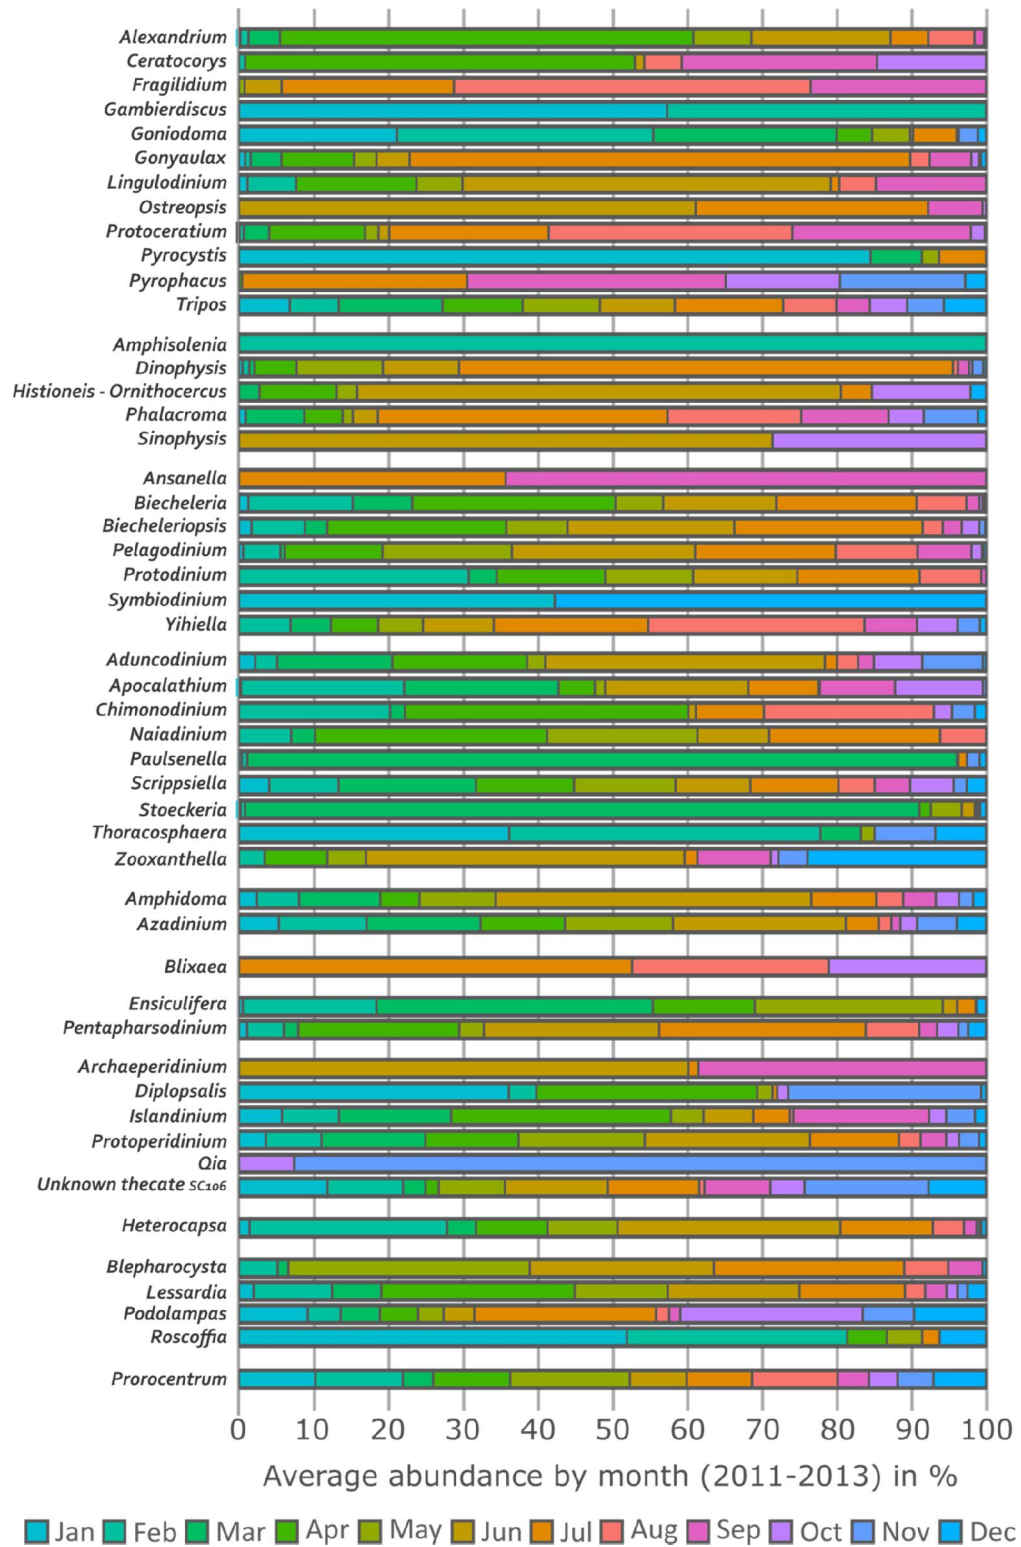 Alexandrium
Ceratocorys
Fragilidium
Gambierdiscus
Goniodoma
Gonyaulax
Lingulodinium
Ostreopsis
Protoceratium
Pyrocystis
Pyrophacus
Tripos
Amphisolenia
Dinophysis
Histioneis - Ornithocercus
Phalacroma
Sinophysis
Ansanella
Biecheleria
Biecheleriopsis
Pelagodinium
Protodinium
Symbiodinium
Yihiella
Aduncodinium
Apocalathium
Chimonodinium
Naiadinium
Paulsenella
Scrippsiella
Stoeckeria
Thoracosphaera
Zooxanthella
Amphidoma
Azadinium
Blixaea
Ensiculifera
Pentapharsodinium
Archaeperidinium
Diplopsalis
Islandinium
Protoperidinium
Qia
Unknown thecate SC106
Heterocapsa
Blepharocysta
Lessardia
Podolampas
Roscoffia
Prorocentrum
0 10 20 30 40 50 60 70 80 90 100
Average abundance by month (2011-2013) in %
Jan Feb Mar Apr May Jun Jul Aug Sep Oct Nov Dec